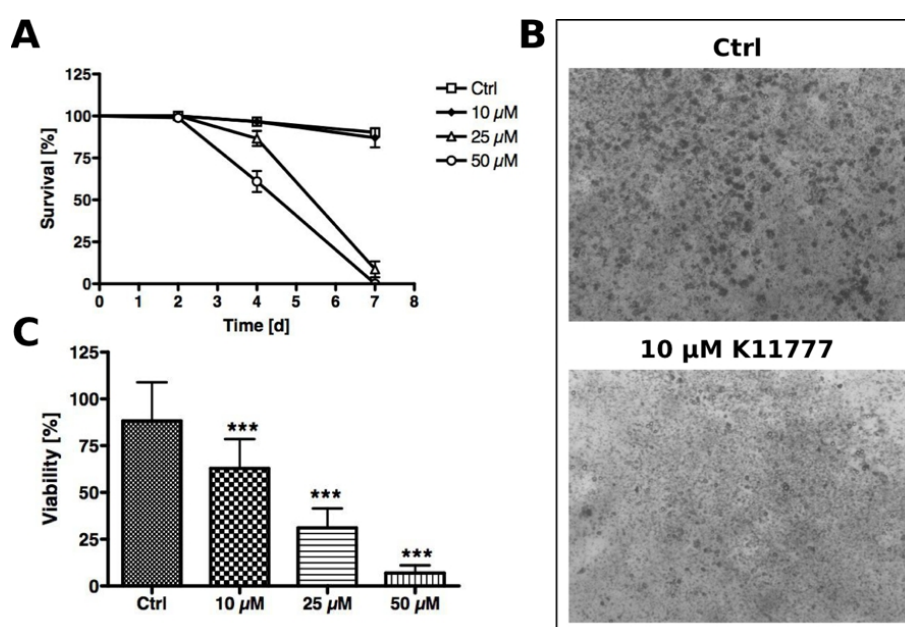 A
125
100
75
50
25
0
Survival [%]
0 1 2 3 4 5 6 7 8
Time [d]
Ctrl
10 µM
25 µM
50 µM
B
Ctrl
10 µM K11777
C
125
100
75
50
25
0
Viability [%]
***
***
***
Ctrl 10 µM 25 µM 50 µM